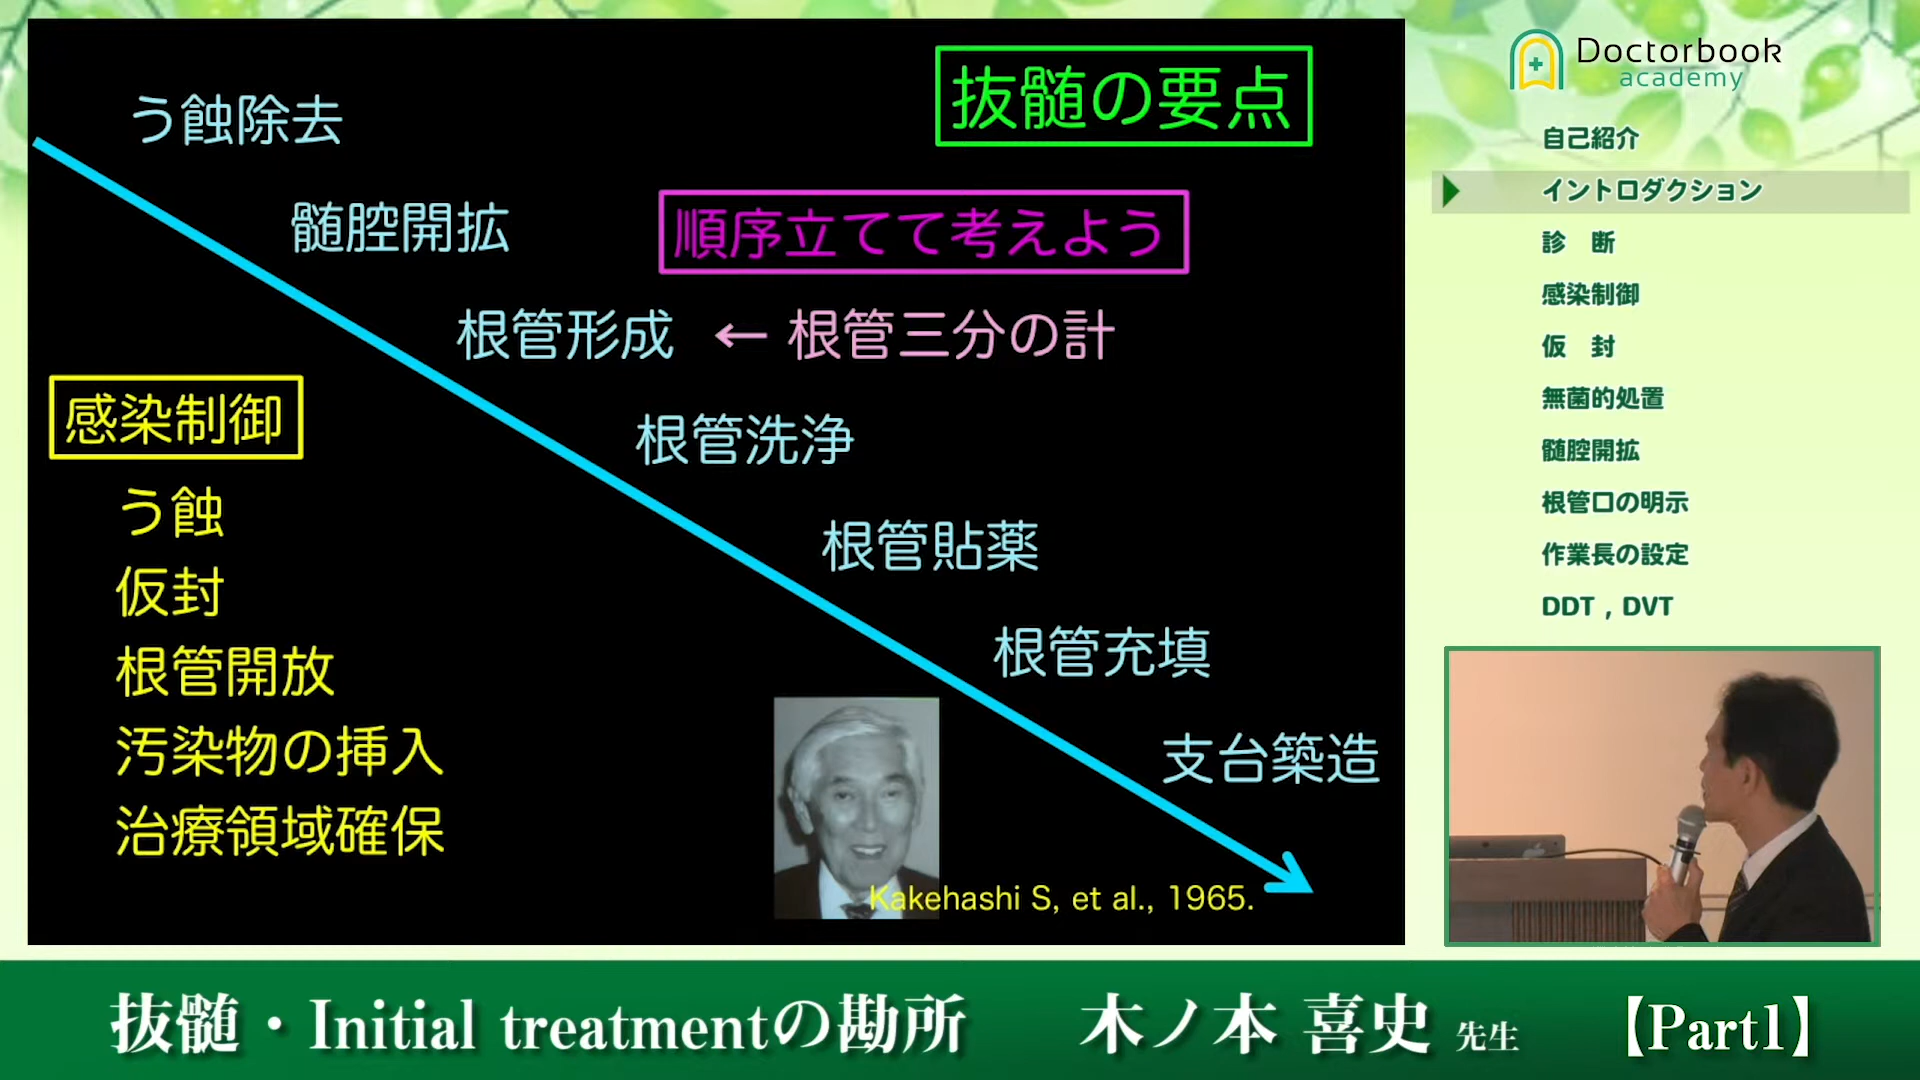 抜髄の要点
う蝕除去
髄腔開拡
順序立てて考えよう
根管形成 ← 根管三分の計
根管洗浄
根管貼薬
根管充填
支台築造
感染制御
う蝕
仮封
根管開放
汚染物の挿入
治療領域確保
Kakehashi S, et al., 1965.
Doctorbook
academy
自己紹介
イントロダクション
診 断
感染制御
仮 封
無菌的処置
髄腔開拡
根管口の明示
作業長の設定
DDT , DVT
抜髄・Initial treatmentの勘所 木ノ本 喜史 先生 【Part1】